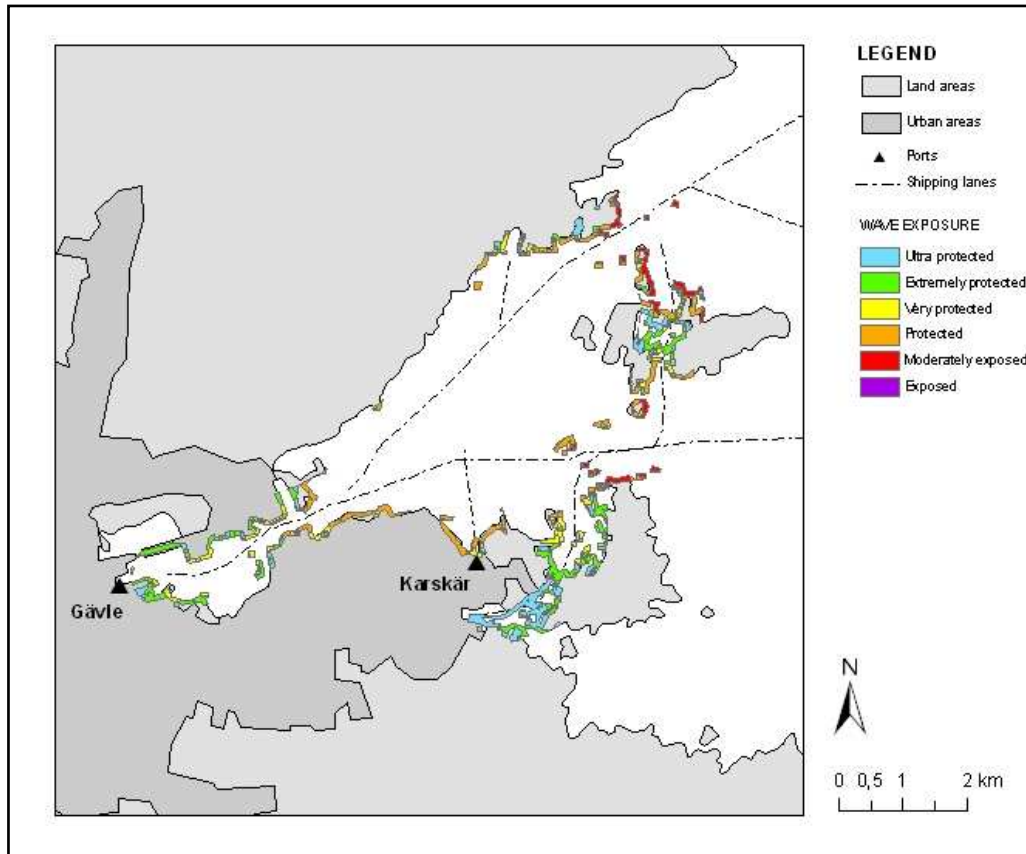 LEGEND
Land areas
Urban areas
Ports
Shipping lanes
WAVE EXPOSURE
Ultra protected
Extremely protected
Very protected
Protected
Moderately exposed
Exposed
Karskär
Gävle
N
0 0,5 1 2 km